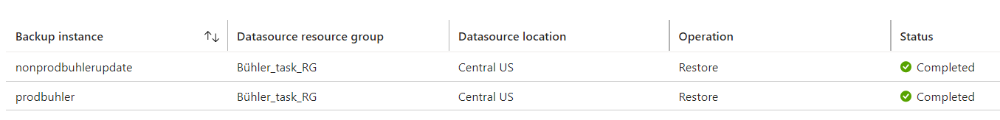 Backup instance Datasource resource group Datasource location Operation Status
nonprodbuhlerupdate Bühler_task_RG Central US Restore Completed
prodbuhler Bühler_task_RG Central US Restore Completed